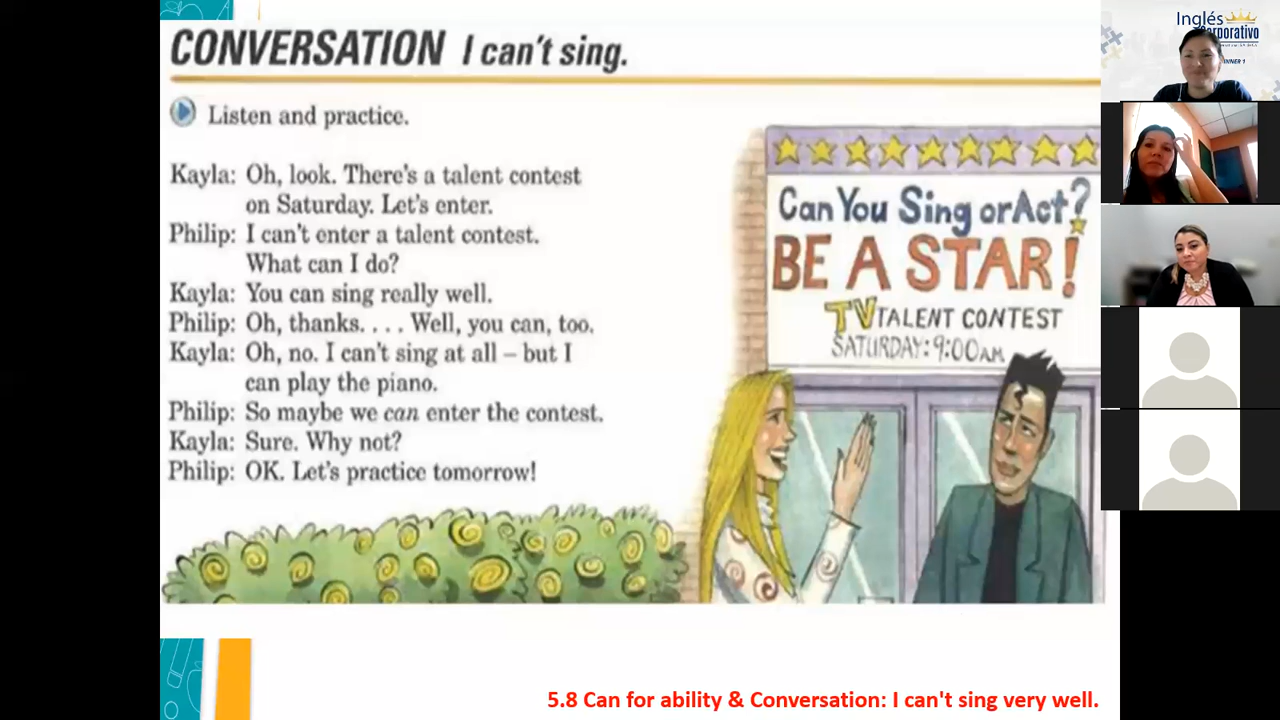 CONVERSATION I can't sing.
Listen and practice.
Kayla: Oh, look. There's a talent contest
on Saturday. Let's enter.
Philip: I can't enter a talent contest.
What can I do?
Kayla: You can sing really well.
Philip: Oh, thanks. . . . Well, you can, too.
Kayla: Oh, no. I can't sing at all – but I
can play the piano.
Philip: So maybe we can enter the contest.
Kayla: Sure. Why not?
Philip: OK. Let's practice tomorrow!
Can You Sing or Act?
BE A STAR!
TV TALENT CONTEST
SATURDAY: 9:00 AM
5.8 Can for ability & Conversation: I can't sing very well.
Inglés
Corporativo